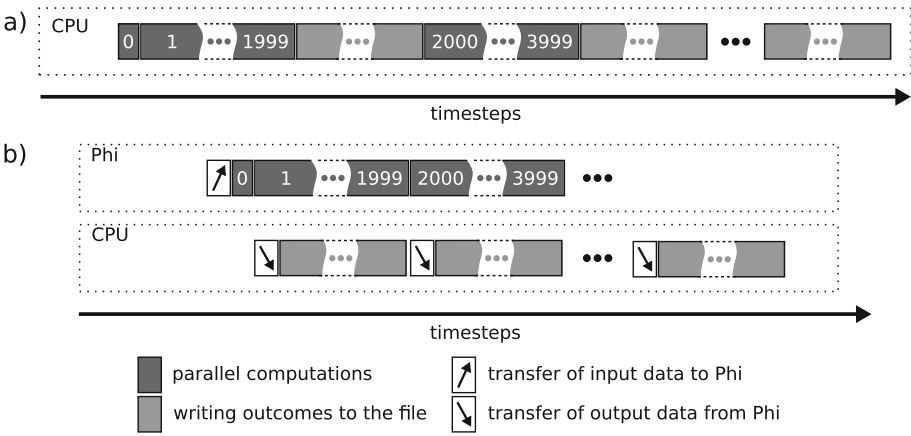 a) CPU
0 1 ••• 1999 ••• 2000 ••• 3999 ••• ••• •••
timesteps
b) Phi
0 1 ••• 1999 2000 ••• 3999 •••
CPU
••• ••• ••• •••
timesteps
parallel computations
transfer of input data to Phi
writing outcomes to the file
transfer of output data from Phi